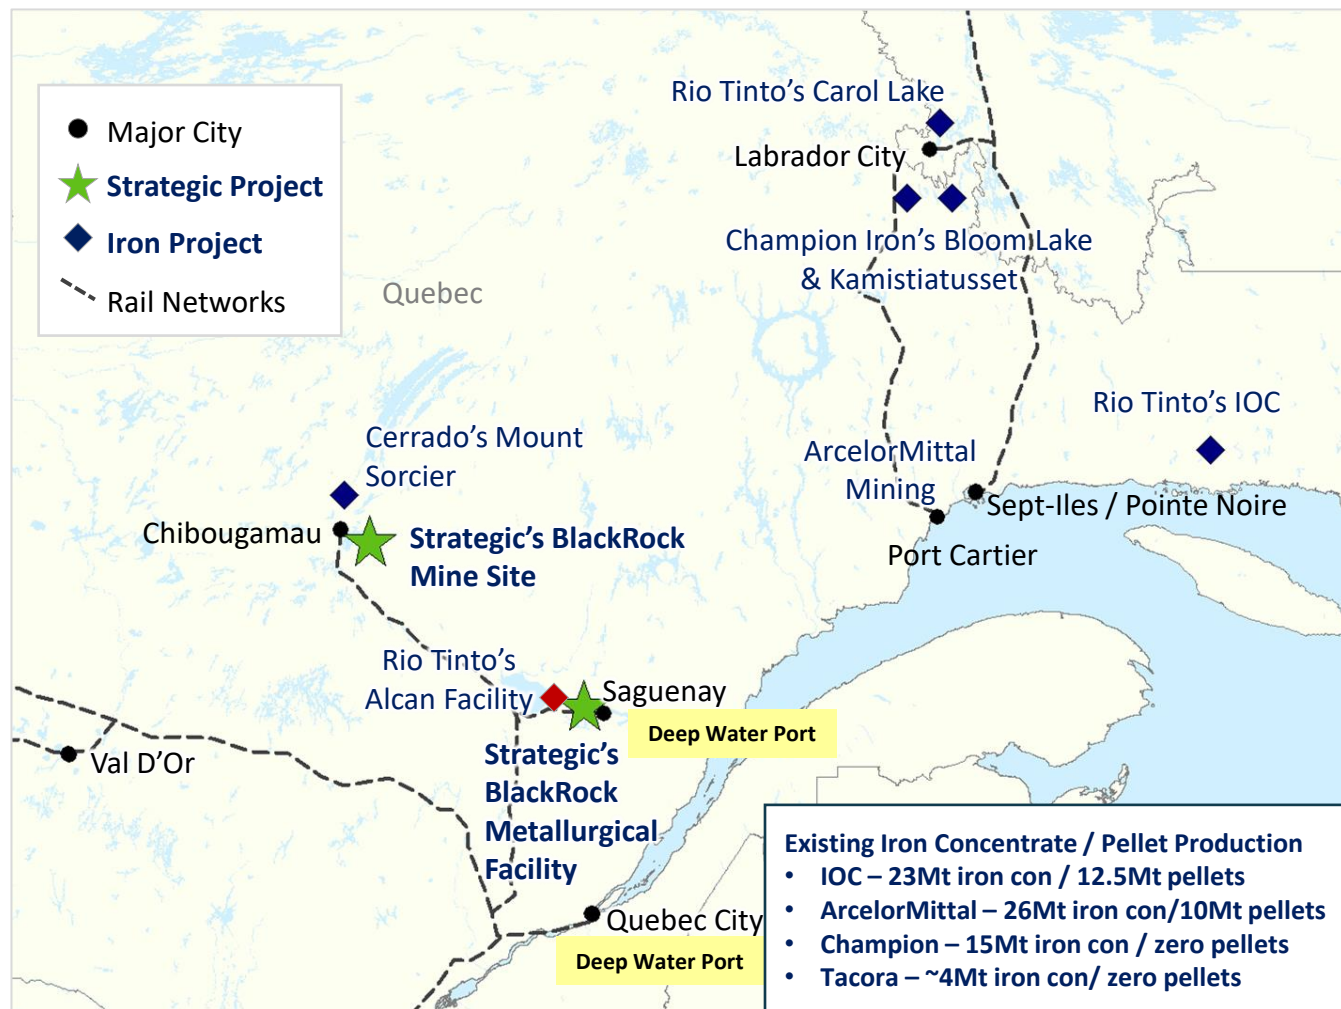 Major City
Strategic Project
Iron Project
Rail Networks
Quebec
Rio Tinto's Carol Lake
Labrador City
Champion Iron's Bloom Lake
& Kamistiatusset
Rio Tinto's IOC
ArcelorMittal
Mining
Sept-Iles / Pointe Noire
Port Cartier
Cerrado's Mount
Sorcier
Chibougamau
Strategic's BlackRock
Mine Site
Rio Tinto's
Alcan Facility
Saguenay
Deep Water Port
Strategic's
BlackRock
Metallurgical
Facility
Val D'Or
Quebec City
Deep Water Port
Existing Iron Concentrate / Pellet Production
• IOC – 23Mt iron con / 12.5Mt pellets
• ArcelorMittal – 26Mt iron con/10Mt pellets
• Champion – 15Mt iron con / zero pellets
• Tacora – ~4Mt iron con/ zero pellets